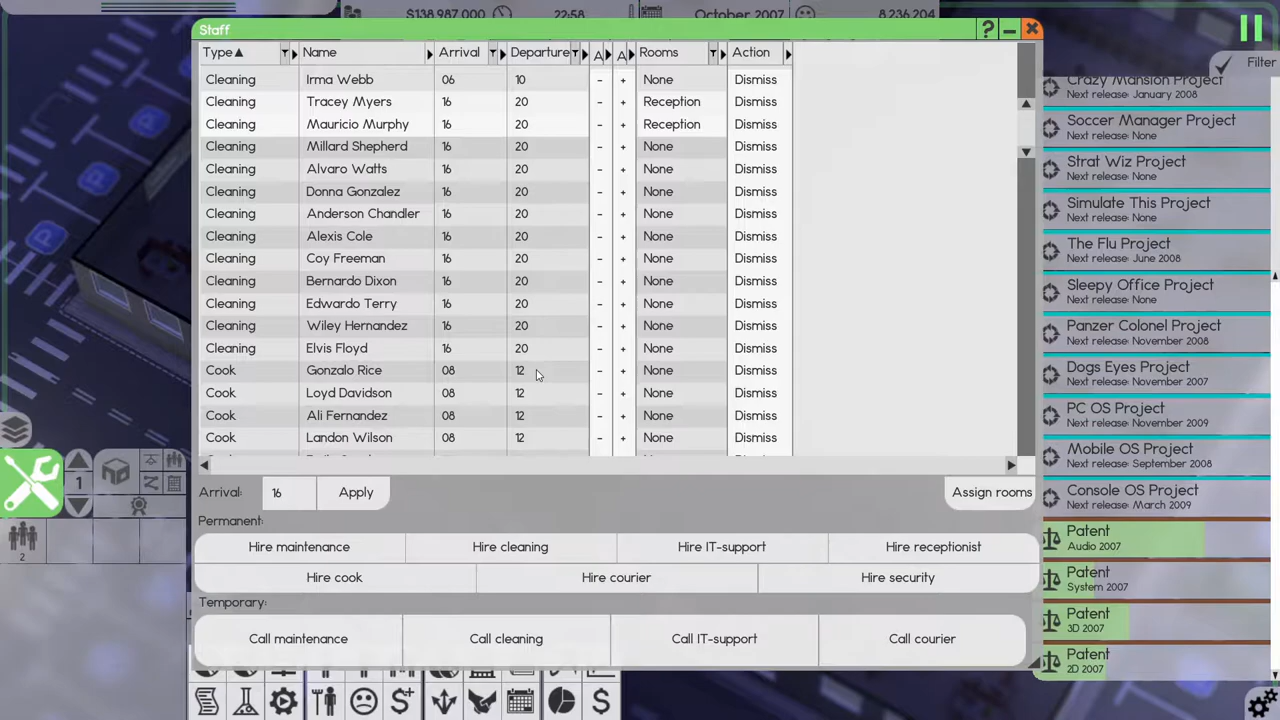 $138 987 000 22:58 October 2007 8,236,204
Staff ? – ×
Type▲ Name Arrival Departure A A Rooms Action
Cleaning Irma Webb 06 10 - + None Dismiss
Cleaning Tracey Myers 16 20 - + Reception Dismiss
Cleaning Mauricio Murphy 16 20 - + Reception Dismiss
Cleaning Millard Shepherd 16 20 - + None Dismiss
Cleaning Alvaro Watts 16 20 - + None Dismiss
Cleaning Donna Gonzalez 16 20 - + None Dismiss
Cleaning Anderson Chandler 16 20 - + None Dismiss
Cleaning Alexis Cole 16 20 - + None Dismiss
Cleaning Coy Freeman 16 20 - + None Dismiss
Cleaning Bernardo Dixon 16 20 - + None Dismiss
Cleaning Edwardo Terry 16 20 - + None Dismiss
Cleaning Wiley Hernandez 16 20 - + None Dismiss
Cleaning Elvis Floyd 16 20 - + None Dismiss
Cook Gonzalo Rice 08 12 - + None Dismiss
Cook Loyd Davidson 08 12 - + None Dismiss
Cook Ali Fernandez 08 12 - + None Dismiss
Cook Landon Wilson 08 12 - + None Dismiss
Arrival: 16 Apply Assign rooms
Permanent:
Hire maintenance Hire cleaning Hire IT-support Hire receptionist
Hire cook Hire courier Hire security
Temporary:
Call maintenance Call cleaning Call IT-support Call courier
1
2
Filter
Crazy Mansion Project
Next release: January 2008
Soccer Manager Project
Next release: None
Strat Wiz Project
Next release: None
Simulate This Project
Next release: None
The Flu Project
Next release: June 2008
Sleepy Office Project
Next release: None
Panzer Colonel Project
Next release: November 2008
Dogs Eyes Project
Next release: November 2007
PC OS Project
Next release: November 2009
Mobile OS Project
Next release: September 2008
Console OS Project
Next release: March 2009
Patent
Audio 2007
Patent
System 2007
Patent
3D 2007
Patent
2D 2007